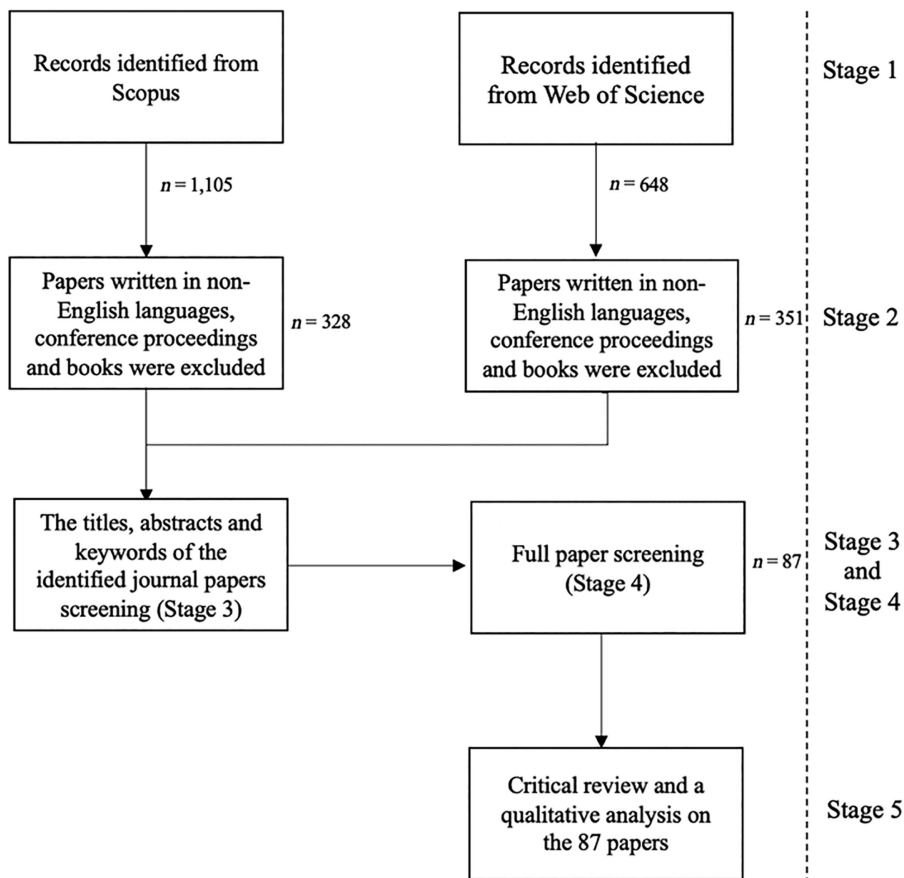 Records identified from
Scopus
Records identified
from Web of Science
Stage 1
n = 1,105
n = 648
Papers written in non-
English languages,
conference proceedings
and books were excluded
n = 328
Papers written in non-
English languages,
conference proceedings
and books were excluded
n = 351
Stage 2
The titles, abstracts and
keywords of the
identified journal papers
screening (Stage 3)
Full paper screening
(Stage 4)
n = 87
Stage 3
and
Stage 4
Critical review and a
qualitative analysis on
the 87 papers
Stage 5